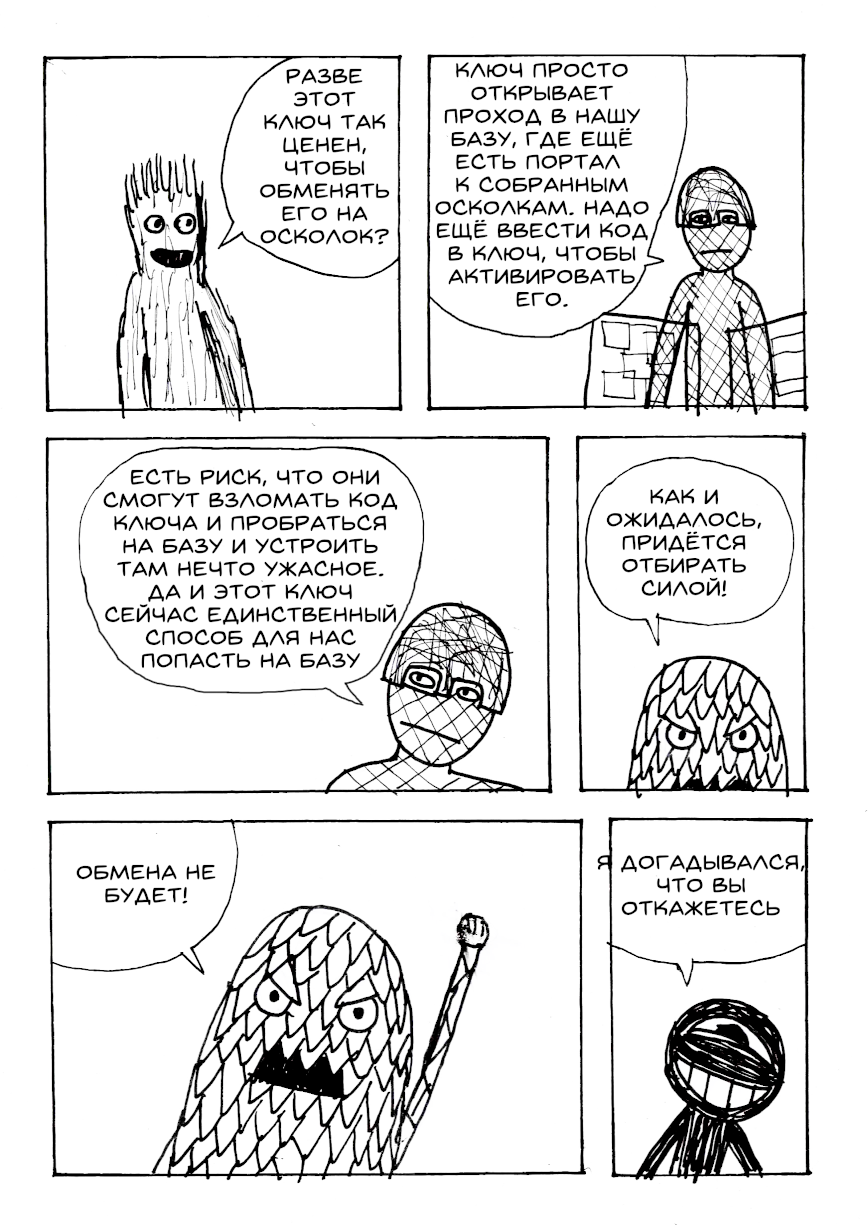 РАЗВЕ
ЭТОТ
КЛЮЧ ТАК
ЦЕНЕН,
ЧТОБЫ
ОБМЕНЯТЬ
ЕГО НА
ОСКОЛОК?
КЛЮЧ ПРОСТО
ОТКРЫВАЕТ
ПРОХОД В НАШУ
БАЗУ, ГДЕ ЕЩЁ
ЕСТЬ ПОРТАЛ
К СОБРАННЫМ
ОСКОЛКАМ. НАДО
ЕЩЁ ВВЕСТИ КОД
В КЛЮЧ, ЧТОБЫ
АКТИВИРОВАТЬ
ЕГО.
ЕСТЬ РИСК, ЧТО ОНИ
СМОГУТ ВЗЛОМАТЬ КОД
КЛЮЧА И ПРОБРАТЬСЯ
НА БАЗУ И УСТРОИТЬ
ТАМ НЕЧТО УЖАСНОЕ.
ДА И ЭТОТ КЛЮЧ
СЕЙЧАС ЕДИНСТВЕННЫЙ
СПОСОБ ДЛЯ НАС
ПОПАСТЬ НА БАЗУ
КАК И
ОЖИДАЛОСЬ,
ПРИДЁТСЯ
ОТБИРАТЬ
СИЛОЙ!
ОБМЕНА НЕ
БУДЕТ!
Я ДОГАДЫВАЛСЯ,
ЧТО ВЫ
ОТКАЖЕТЕСЬ